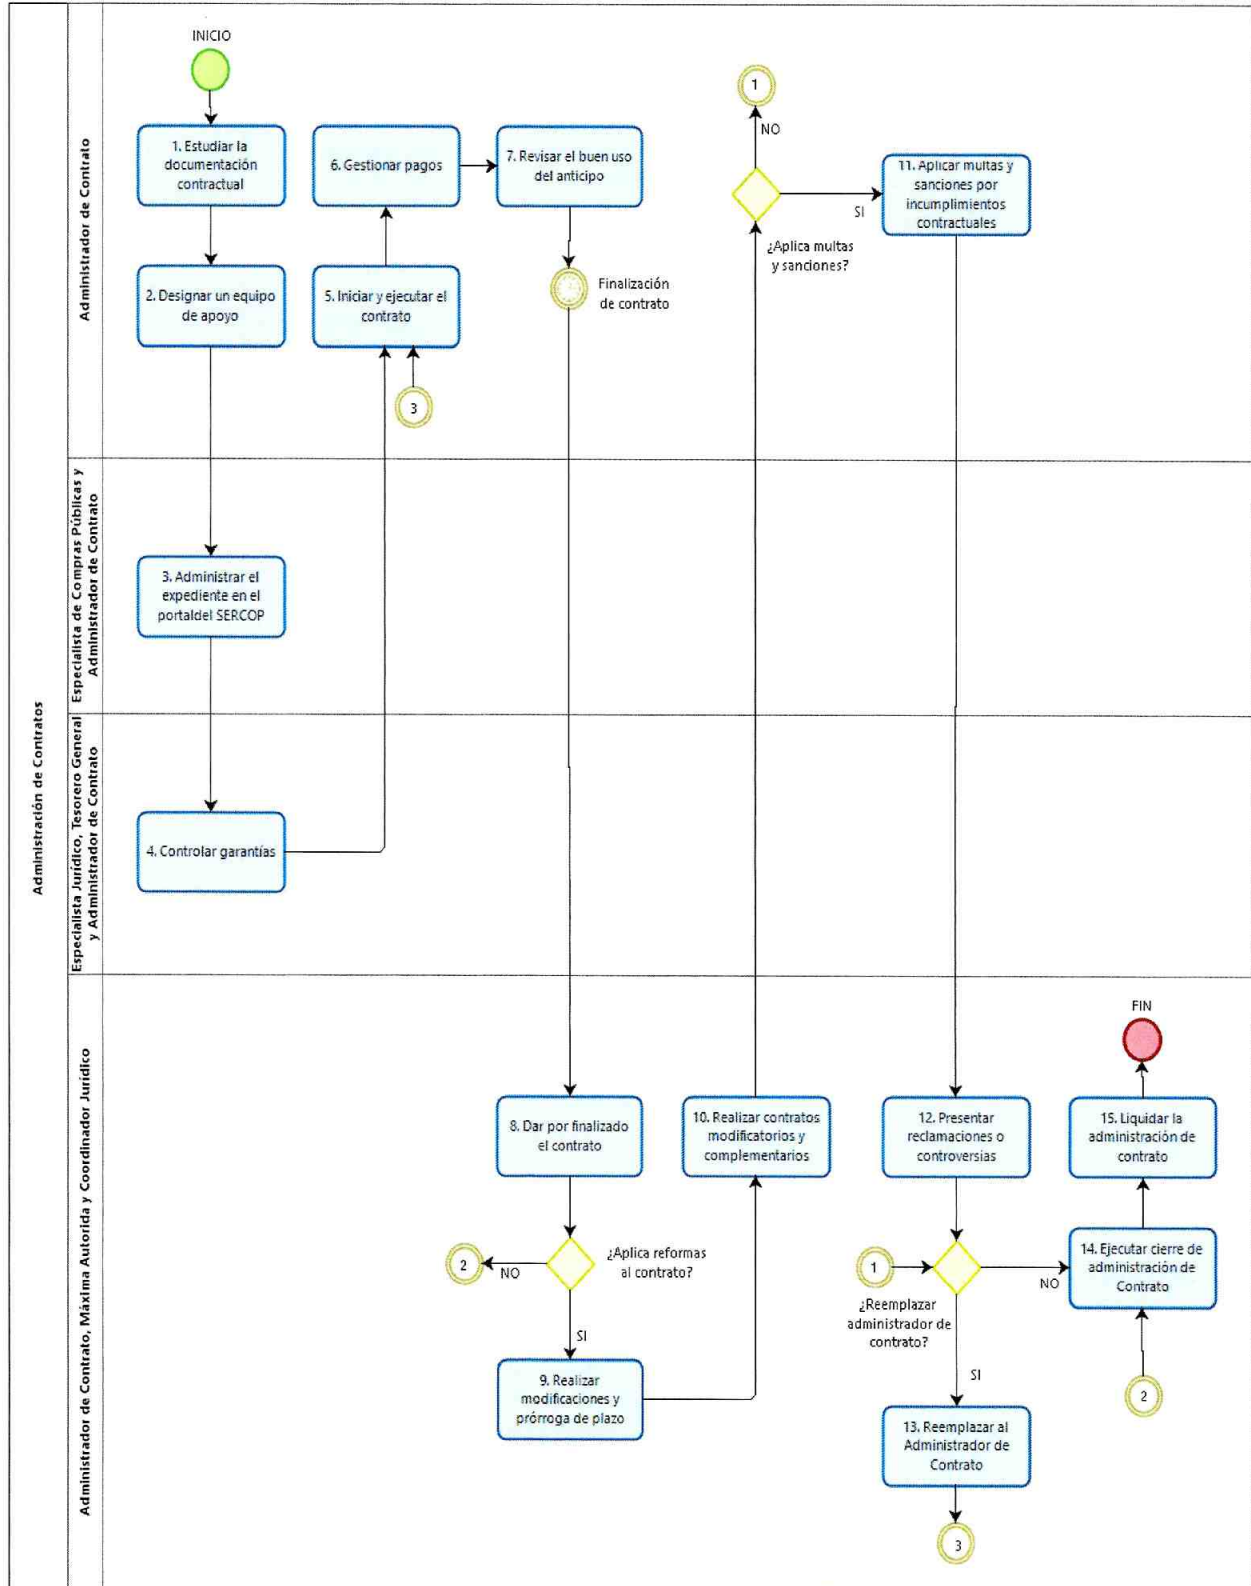 Administración de Contratos
Administrador de Contrato
INICIO
1. Estudiar la
documentación
contractual
2. Designar un equipo
de apoyo
6. Gestionar pagos
5. Iniciar y ejecutar el
contrato
3
7. Revisar el buen uso
del anticipo
Finalización
de contrato
1
NO
SI
¿Aplica multas
y sanciones?
11. Aplicar multas y
sanciones por
incumplimientos
contractuales
Especialista de Compras Públicas y
Administrador de Contrato
3. Administrar el
expediente en el
portaldel SERCOP
Especialista Jurídico, Tesorero General
y Administrador de Contrato
4. Controlar garantías
Administrador de Contrato, Máxima Autorida y Coordinador Jurídico
8. Dar por finalizado
el contrato
¿Aplica reformas
al contrato?
2
NO
SI
9. Realizar
modificaciones y
prórroga de plazo
10. Realizar contratos
modificatorios y
complementarios
12. Presentar
reclamaciones o
controversias
1
¿Reemplazar
administrador de
contrato?
NO
SI
13. Reemplazar al
Administrador de
Contrato
3
FIN
15. Liquidar la
administración de
contrato
14. Ejecutar cierre de
administración de
Contrato
2